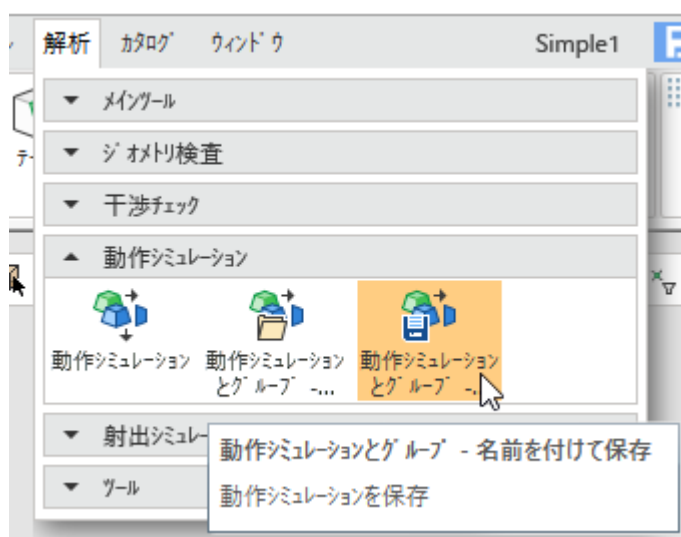 解析 ｶﾀﾛｸﾞ ｳｨﾝﾄﾞｳ Simple1
ﾒｲﾝﾂｰﾙ
ｼﾞｵﾒﾄﾘ検査
干渉ﾁｪｯｸ
動作ｼﾐｭﾚｰｼｮﾝ
動作ｼﾐｭﾚｰｼｮﾝ 動作ｼﾐｭﾚｰｼｮﾝ 動作ｼﾐｭﾚｰｼｮﾝ
とｸﾞﾙｰﾌﾟ -... とｸﾞﾙｰﾌﾟ -...
射出ｼﾐｭﾚ
動作ｼﾐｭﾚｰｼｮﾝとｸﾞﾙｰﾌﾟ - 名前を付けて保存
ﾂｰﾙ
動作ｼﾐｭﾚｰｼｮﾝを保存